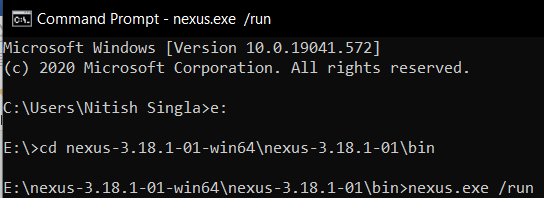 Command Prompt - nexus.exe /run
Microsoft Windows [Version 10.0.19041.572]
(c) 2020 Microsoft Corporation. All rights reserved.
C:\Users\Nitish Singla>e:
E:\>cd nexus-3.18.1-01-win64\nexus-3.18.1-01\bin
E:\nexus-3.18.1-01-win64\nexus-3.18.1-01\bin>nexus.exe /run